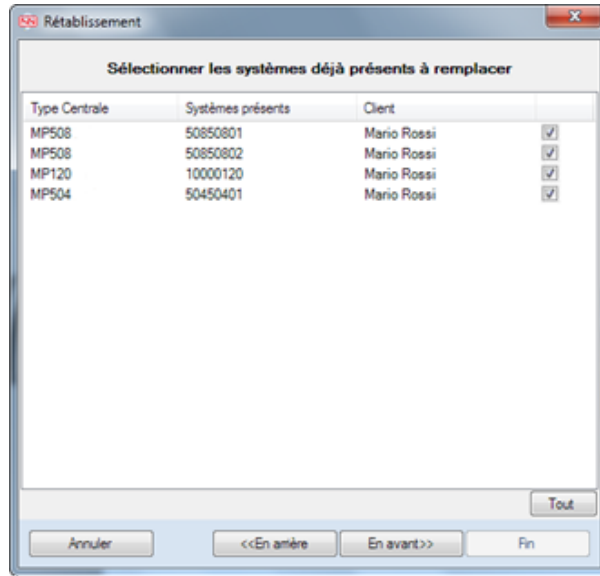 Rétablissement
Sélectionner les systèmes déjà présents à remplacer
Type Centrale Systèmes présents Client
MP508 50850801 Mario Rossi
MP508 50850802 Mario Rossi
MP120 10000120 Mario Rossi
MP504 50450401 Mario Rossi
Tout
Annuler <<En arrière En avant>> Fin